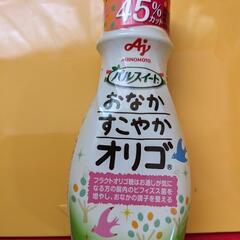 45%
カット
Aj
AJINOMOTO
パルスイート
おなか
すこやか
オリゴ®
フラクトオリゴ糖はお通じが気に
なる方の腸内のビフィズス菌を
増やし、おなかの調子を整える